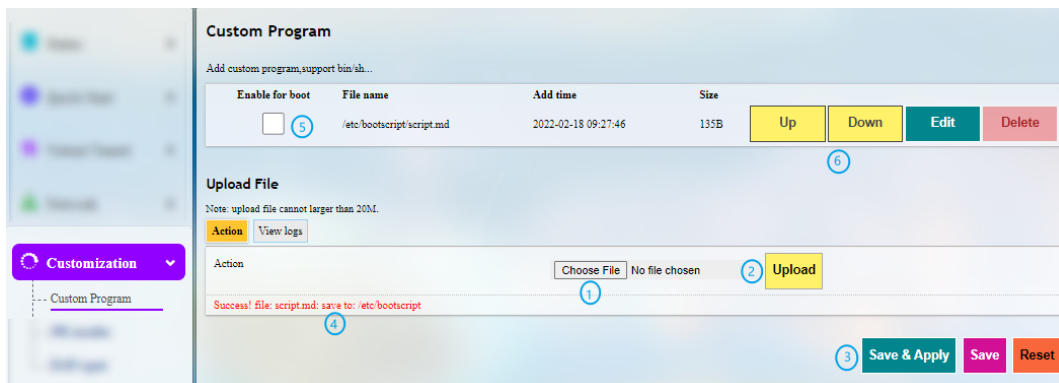 Custom Program
Add custom program,support bin/sh...
Enable for boot File name Add time Size
5 /etc/bootscript/script.md 2022-02-18 09:27:46 135B Up Down Edit Delete
6
Upload File
Note: upload file cannot larger than 20M.
Action View logs
Customization
Action Choose File No file chosen 2 Upload
1
Custom Program
Success! file: script.md: save to: /etc/bootscript
4
3 Save & Apply Save Reset